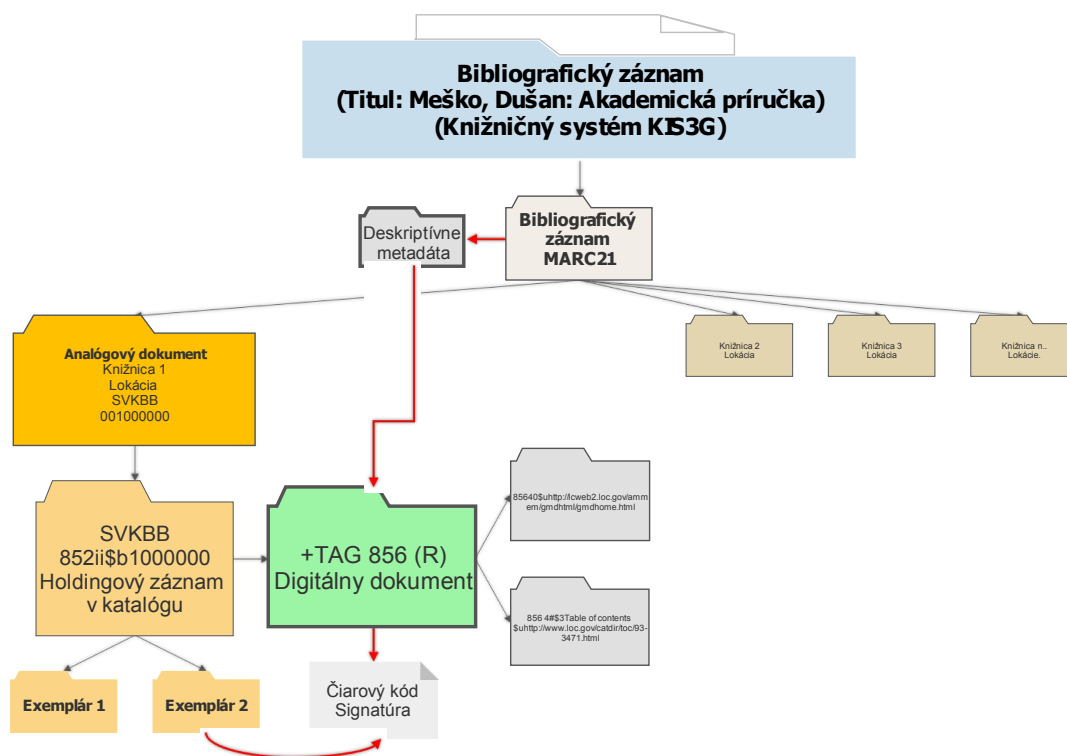 Bibliografický záznam
(Titul: Meško, Dušan: Akademická príručka)
(Knižničný systém KIS3G)
Deskriptívne
metadáta
Bibliografický
záznam
MARC21
Analógový dokument
Knižnica 1
Lokácia
SVKBB
001000000
Knižnica 2
Lokácia
Knižnica 3
Lokácia
Knižnica n..
Lokácie.
SVKBB
852ii$b1000000
Holdingový záznam
v katalógu
+TAG 856 (R)
Digitálny dokument
85640$uhttp://lcweb2.loc.gov/amm
em/gmdhtml/gmdhome.html
856 4#$3Table of contents
$uhttp://www.loc.gov/catdir/toc/93-
3471.html
Exemplár 1
Exemplár 2
Čiarový kód
Signatúra